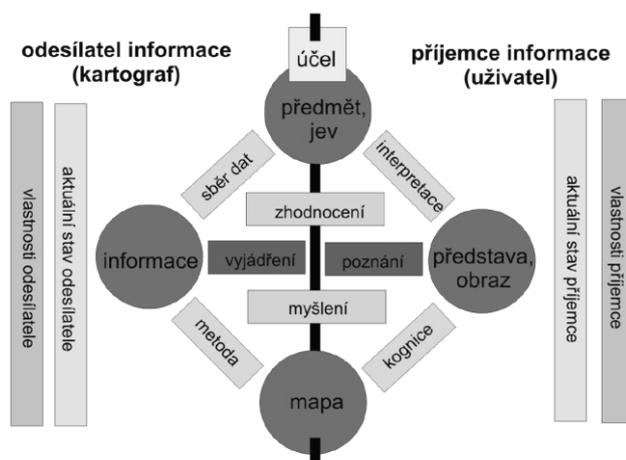 odesílatel informace
(kartograf)
účel
příjemce informace
(uživatel)
předmět,
jev
sběr dat
interpretace
zhodnocení
vlastnosti odesílatele
aktuální stav odesílatele
informace
vyjádření
poznání
představa,
obraz
aktuální stav příjemce
vlastnosti příjemce
myšlení
metoda
kognice
mapa